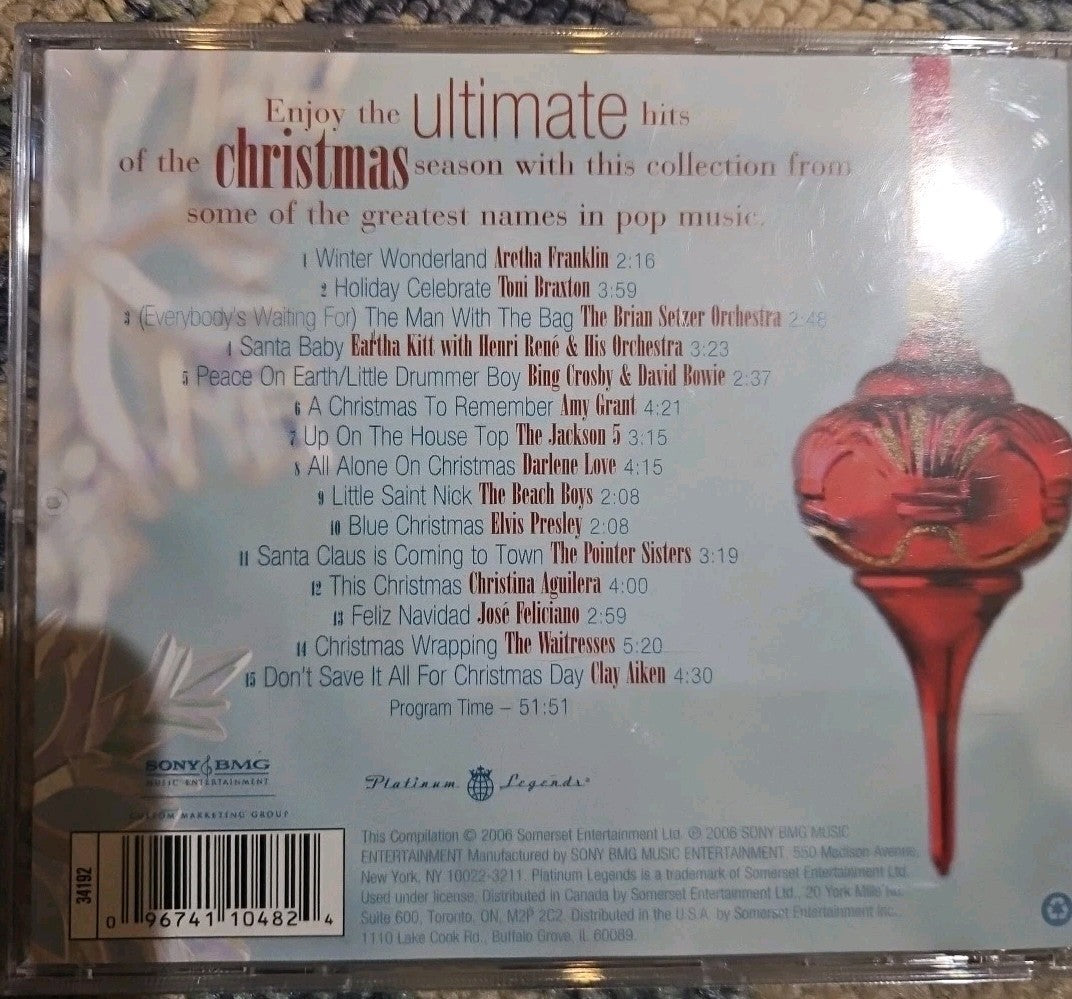 Enjoy the ultimate hits
of the christmas season with this collection from
some of the greatest names in pop music.
1 Winter Wonderland Aretha Franklin 2:16
2 Holiday Celebrate Toni Braxton 3:59
3 (Everybody's Waiting For) The Man With The Bag The Brian Setzer Orchestra 2:46
4 Santa Baby Eartha Kitt with Henri René & His Orchestra 3:23
5 Peace On Earth/Little Drummer Boy Bing Crosby & David Bowie 2:37
6 A Christmas To Remember Amy Grant 4:21
7 Up On The House Top The Jackson 5 3:15
8 All Alone On Christmas Darlene Love 4:15
9 Little Saint Nick The Beach Boys 2:08
10 Blue Christmas Elvis Presley 2:08
11 Santa Claus is Coming to Town The Pointer Sisters 3:19
12 This Christmas Christina Aguilera 4:00
13 Feliz Navidad José Feliciano 2:59
14 Christmas Wrapping The Waitresses 5:20
15 Don't Save It All For Christmas Day Clay Aiken 4:30
Program Time – 51:51
SONY BMG
MUSIC ENTERTAINMENT
CUSTOM MARKETING GROUP
Platinum Legends
34192
0 96741 10482 4
This Compilation © 2006 Somerset Entertainment Ltd. ℗ 2006 SONY BMG MUSIC
ENTERTAINMENT Manufactured by SONY BMG MUSIC ENTERTAINMENT, 550 Madison Avenue,
New York, NY 10022-3211. Platinum Legends is a trademark of Somerset Entertainment Ltd.
Used under license. Distributed in Canada by Somerset Entertainment Ltd., 20 York Mills
Suite 600, Toronto, ON, M2P 2C2. Distributed in the U.S.A. by Somerset Entertainment Inc.,
1110 Lake Cook Rd., Buffalo Grove, IL 60089.